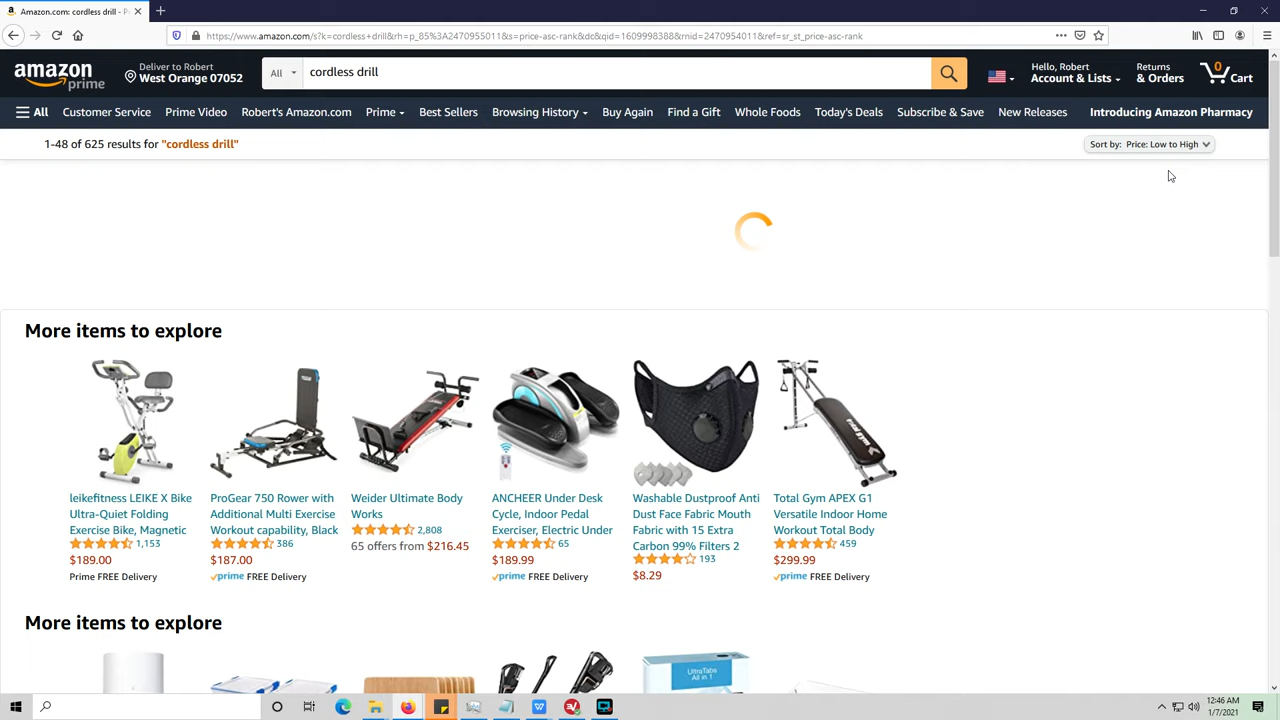 Amazon.com: cordless drill - P
https://www.amazon.com/s?k=cordless+drill&rh=p_85%3A2470955011&s=price-asc-rank&dc&qid=1609998388&rnid=2470954011&ref=sr_st_price-asc-rank
amazon prime
Deliver to Robert
West Orange 07052
All
cordless drill
Hello, Robert
Account & Lists
Returns
& Orders
0
Cart
All Customer Service Prime Video Robert's Amazon.com Prime Best Sellers Browsing History Buy Again Find a Gift Whole Foods Today's Deals Subscribe & Save New Releases Introducing Amazon Pharmacy
1-48 of 625 results for "cordless drill"
Sort by: Price: Low to High
More items to explore
leikefitness LEIKE X Bike
Ultra-Quiet Folding
Exercise Bike, Magnetic
1,153
$189.00
Prime FREE Delivery
ProGear 750 Rower with
Additional Multi Exercise
Workout capability, Black
386
$187.00
prime FREE Delivery
Weider Ultimate Body
Works
2,808
65 offers from $216.45
ANCHEER Under Desk
Cycle, Indoor Pedal
Exerciser, Electric Under
65
$189.99
prime FREE Delivery
Washable Dustproof Anti
Dust Face Fabric Mouth
Fabric with 15 Extra
Carbon 99% Filters 2
193
$8.29
total gym
Total Gym APEX G1
Versatile Indoor Home
Workout Total Body
459
$299.99
prime FREE Delivery
More items to explore
UltraTabs
All in 1
12:46 AM
1/7/2021